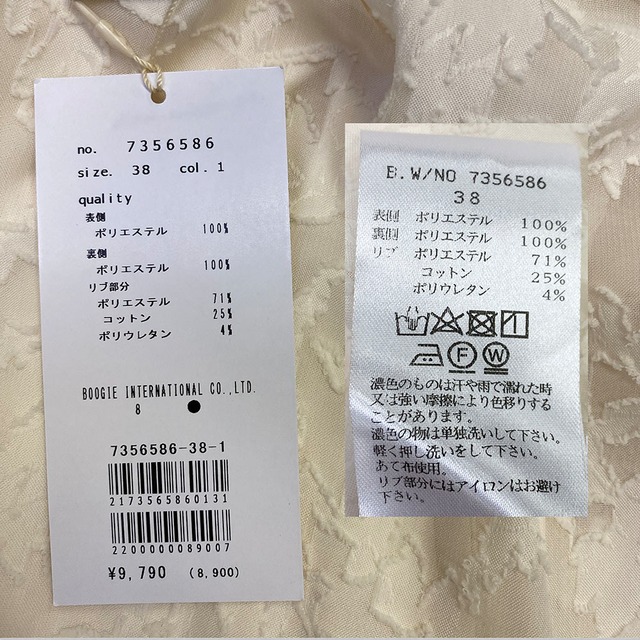 no. 7356586
size. 38 col. 1
quality
表側
ポリエステル 100%
裏側
ポリエステル 100%
リブ部分
ポリエステル 71%
コットン 25%
ポリウレタン 4%
BOOGIE INTERNATIONAL CO.,LTD.
8
7356586-38-1
2173565860131
2200000089007
¥9,790 (8,900)
B.W/NO 7356586
38
表側 ポリエステル 100%
裏側 ポリエステル 100%
リブ ポリエステル 71%
コットン 25%
ポリウレタン 4%
F W
濃色のものは汗や雨で濡れた時
又は強い摩擦により色移りする
ことがあります。
濃色の物は単独洗いして下さい。
軽く押し洗いをして下さい。
あて布使用。
リブ部分にはアイロンはお避け
下さい。